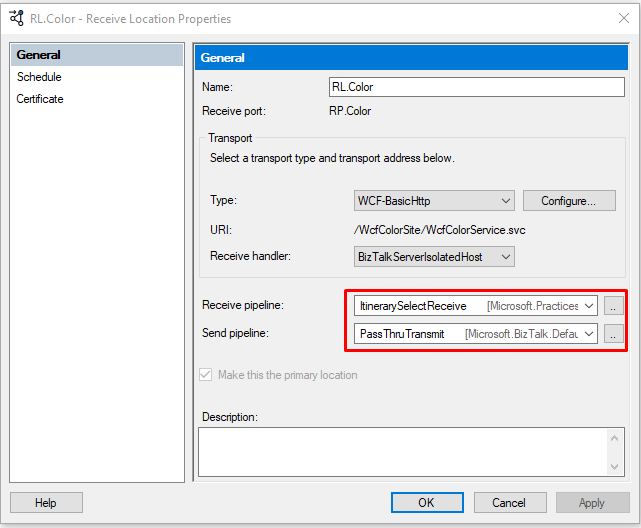 RL.Color - Receive Location Properties
General
Schedule
Certificate
General
Name:
RL.Color
Receive port:
RP.Color
Transport
Select a transport type and transport address below.
Type:
WCF-BasicHttp
Configure...
URI:
/WcfColorSite/WcfColorService.svc
Receive handler:
BizTalkServerIsolatedHost
Receive pipeline:
ItinerarySelectReceive [Microsoft.Practices
..
Send pipeline:
PassThruTransmit [Microsoft.BizTalk.Defau
..
Make this the primary location
Description:
Help
OK
Cancel
Apply